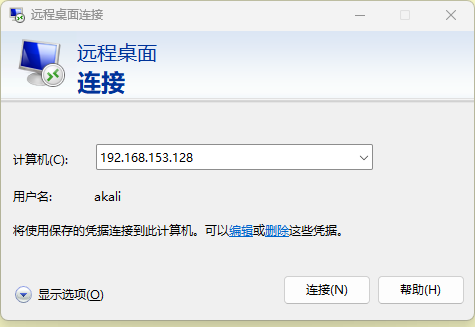 远程桌面连接
远程桌面
连接
计算机(C):
192.168.153.128
用户名:
akali
将使用保存的凭据连接到此计算机。可以编辑或删除这些凭据。
显示选项(O)
连接(N)
帮助(H)